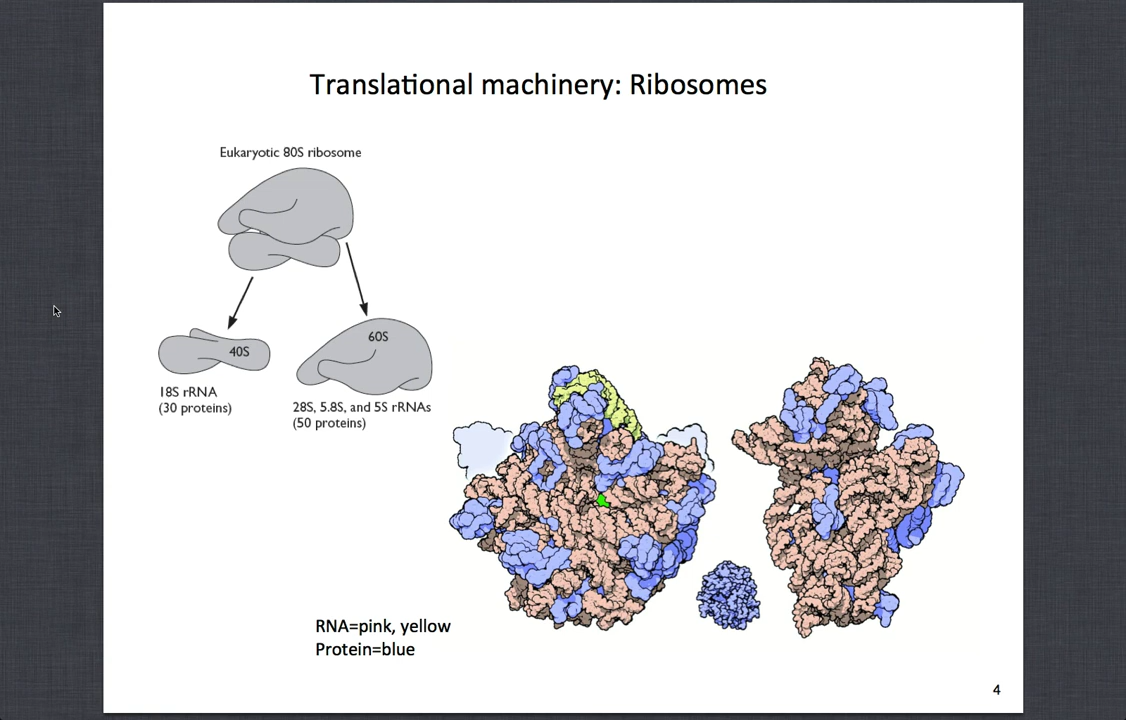 Translational machinery: Ribosomes
Eukaryotic 80S ribosome
40S
60S
18S rRNA
(30 proteins)
28S, 5.8S, and 5S rRNAs
(50 proteins)
RNA=pink, yellow
Protein=blue
4